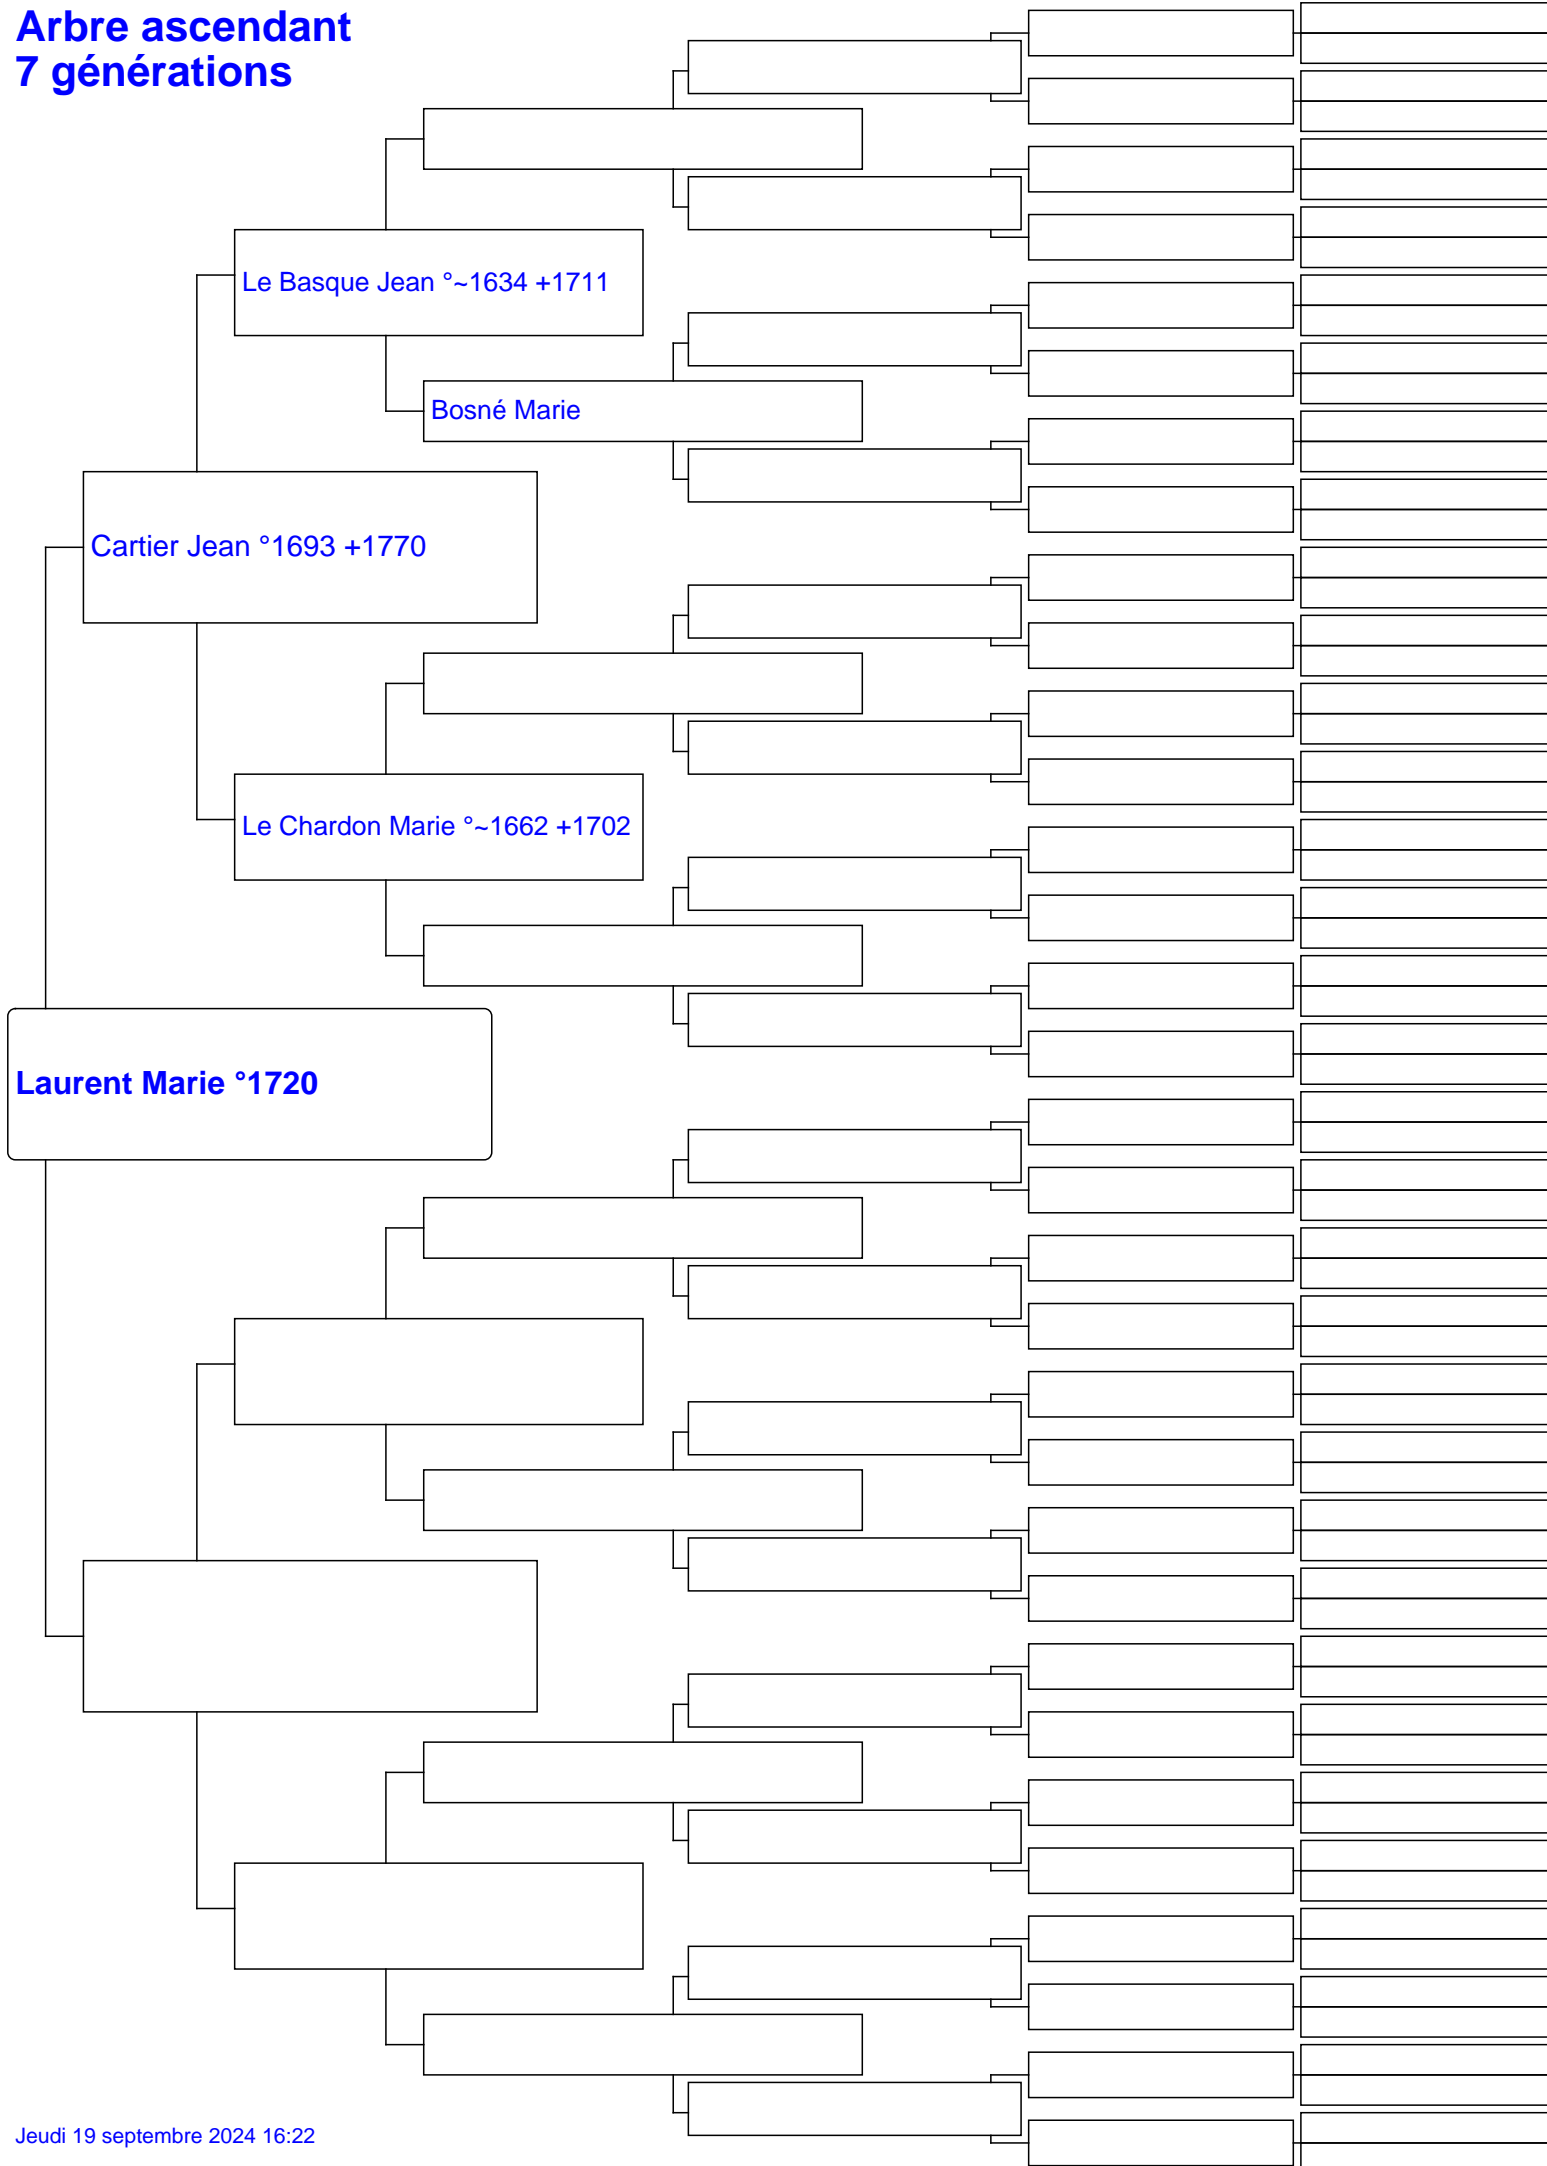 Arbre ascendant
7 générations
Le Basque Jean °~1634 +1711
Bosné Marie
Cartier Jean °1693 +1770
Le Chardon Marie °~1662 +1702
Laurent Marie °1720
Jeudi 19 septembre 2024 16:22